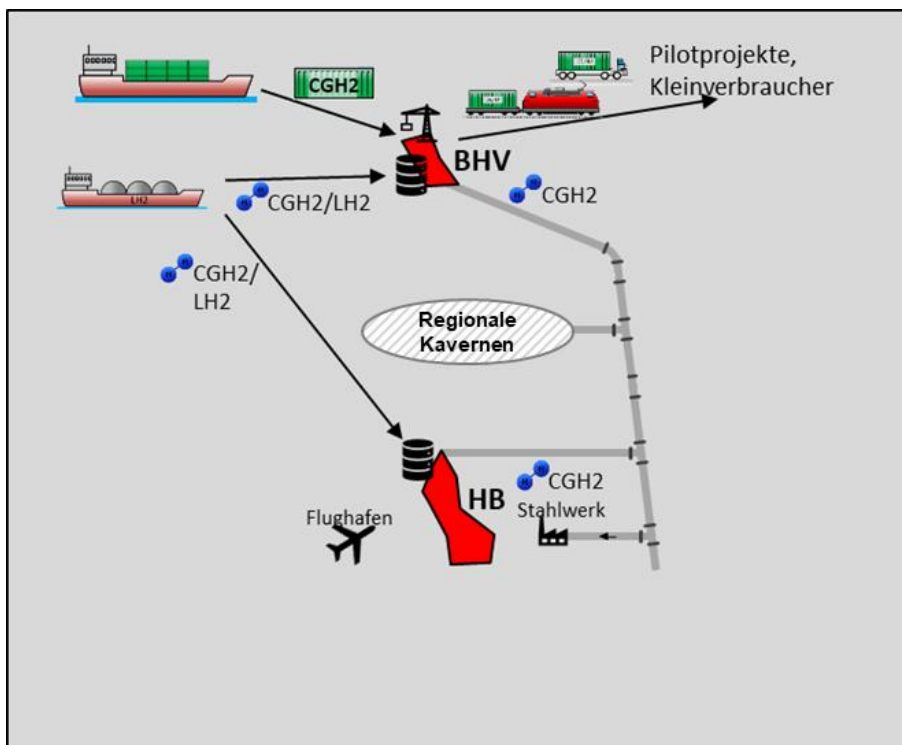 CGH2
Pilotprojekte,
Kleinverbraucher
BHV
LH2
CGH2/LH2
CGH2
CGH2/
LH2
Regionale
Kavernen
HB
CGH2
Stahlwerk
Flughafen